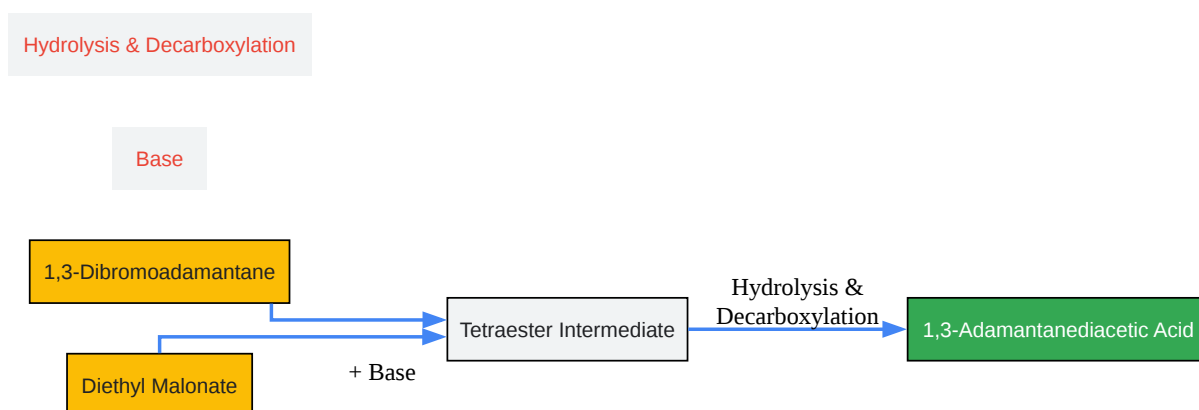 Hydrolysis & Decarboxylation
Base
1,3-Dibromoadamantane
Diethyl Malonate
+ Base
Tetraester Intermediate
Hydrolysis &
Decarboxylation
1,3-Adamantanediacetic Acid